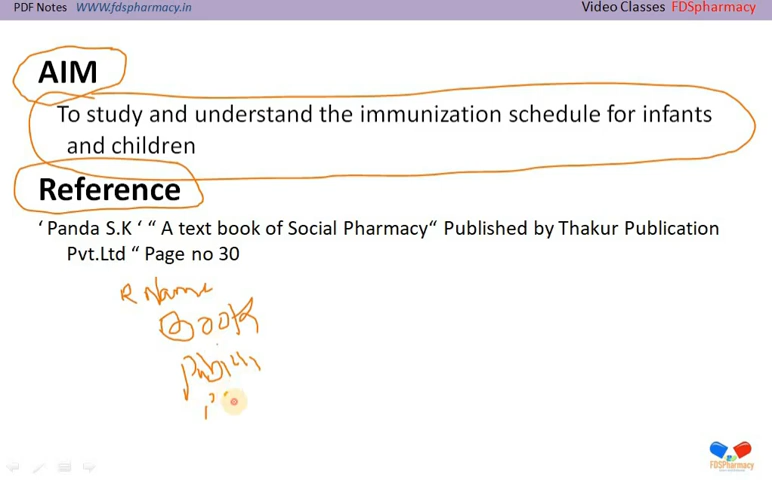 PDF Notes WWW.fdspharmacy.in
Video Classes FDSpharmacy
AIM
To study and understand the immunization schedule for infants
and children
Reference
‘ Panda S.K ‘ “ A text book of Social Pharmacy“ Published by Thakur Publication
Pvt.Ltd “ Page no 30
R Name
Book
FDSPharmacy